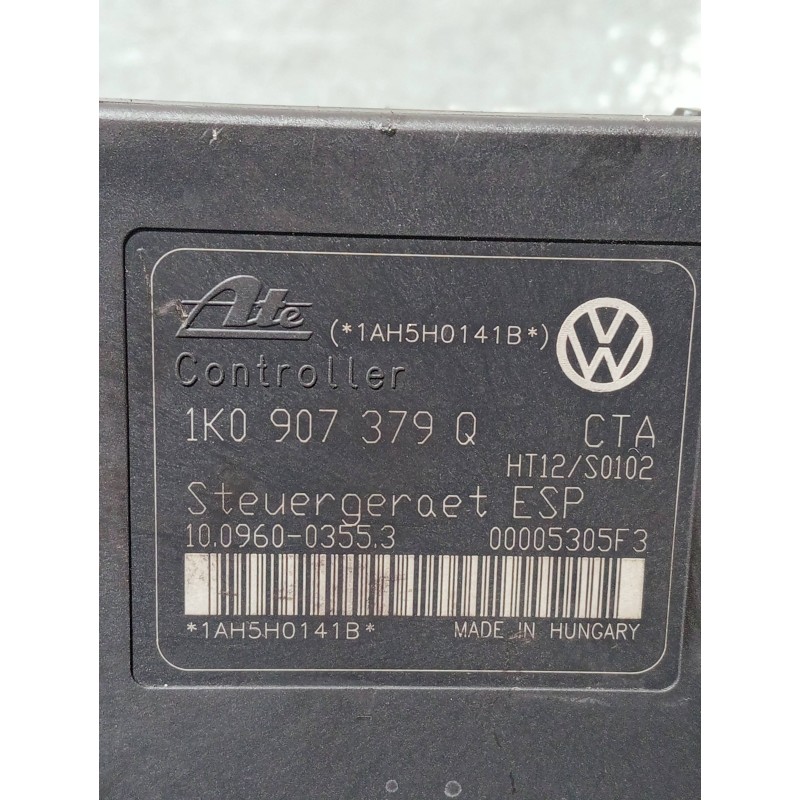 Ate (*1AH5H0141B*)
VW
Controller
1K0 907 379 Q CTA
HT12/S0102
Steuergeraet ESP
10.0960-0355.3 00005305F3
*1AH5H0141B* MADE IN HUNGARY